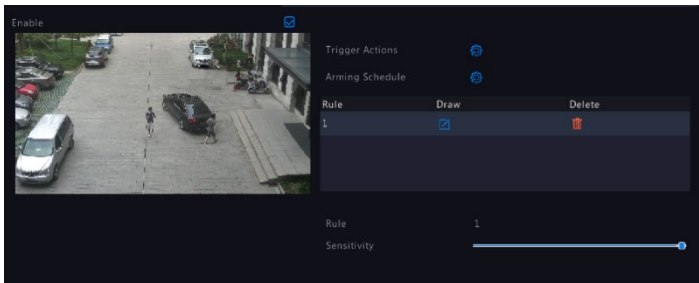 Enable
Trigger Actions
Arming Schedule
Rule Draw Delete
1
Rule 1
Sensitivity